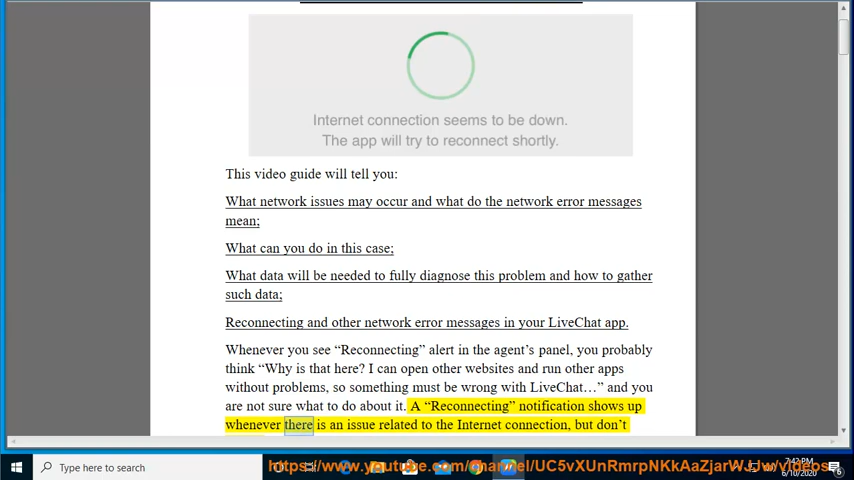 Internet connection seems to be down.
The app will try to reconnect shortly.
This video guide will tell you:
What network issues may occur and what do the network error messages
mean;
What can you do in this case;
What data will be needed to fully diagnose this problem and how to gather
such data;
Reconnecting and other network error messages in your LiveChat app.
Whenever you see “Reconnecting” alert in the agent’s panel, you probably
think “Why is that here? I can open other websites and run other apps
without problems, so something must be wrong with LiveChat…” and you
are not sure what to do about it. A “Reconnecting” notification shows up
whenever there is an issue related to the Internet connection, but don’t
Type here to search
7:42 PM
6/10/2020